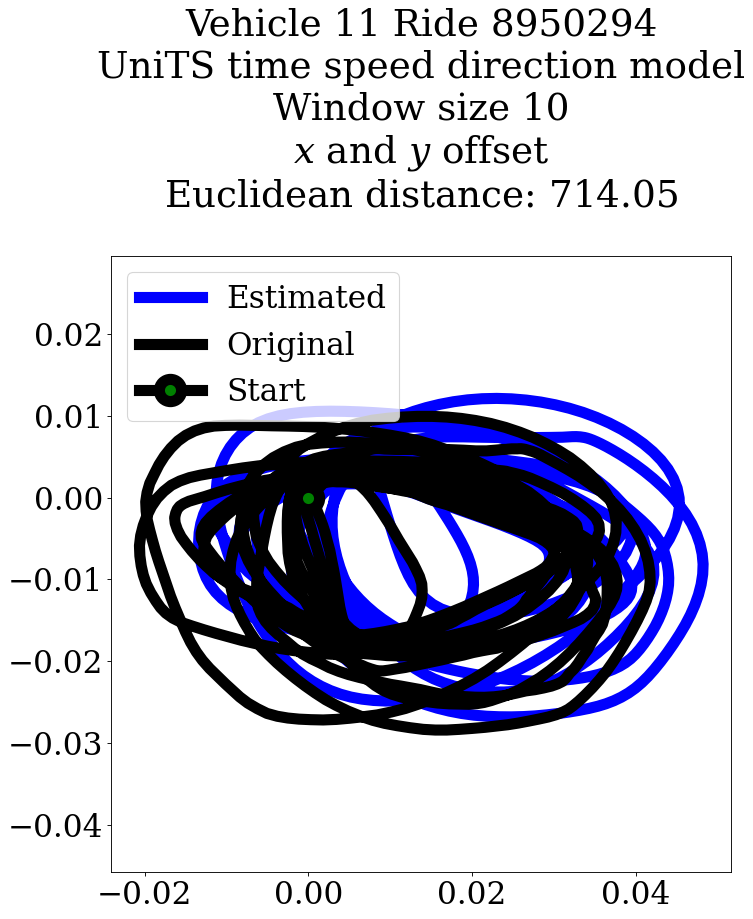 Vehicle 11 Ride 8950294
UniTS time speed direction model
Window size 10
x and y offset
Euclidean distance: 714.05
Estimated
Original
Start
0.02
0.01
0.00
−0.01
−0.02
−0.03
−0.04
−0.02 0.00 0.02 0.04